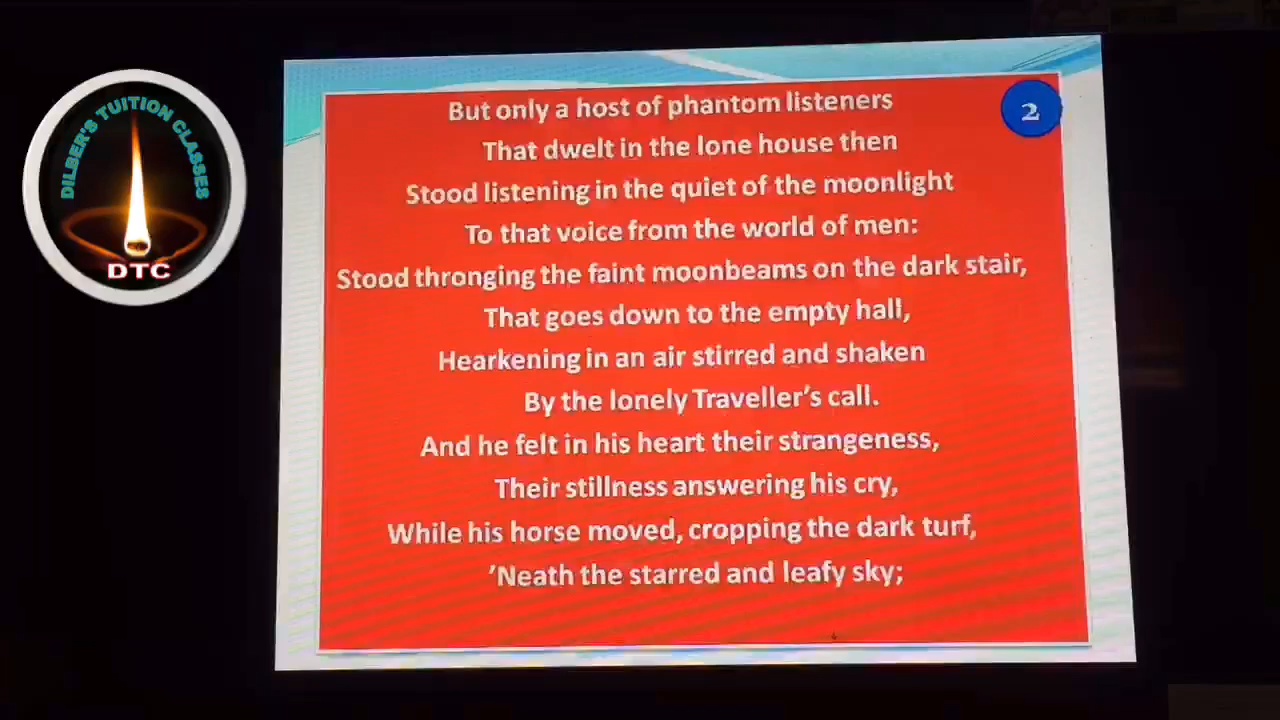 DILBER'S TUITION CLASSES
DTC
2
But only a host of phantom listeners
That dwelt in the lone house then
Stood listening in the quiet of the moonlight
To that voice from the world of men:
Stood thronging the faint moonbeams on the dark stair,
That goes down to the empty hall,
Hearkening in an air stirred and shaken
By the lonely Traveller's call.
And he felt in his heart their strangeness,
Their stillness answering his cry,
While his horse moved, cropping the dark turf,
'Neath the starred and leafy sky;